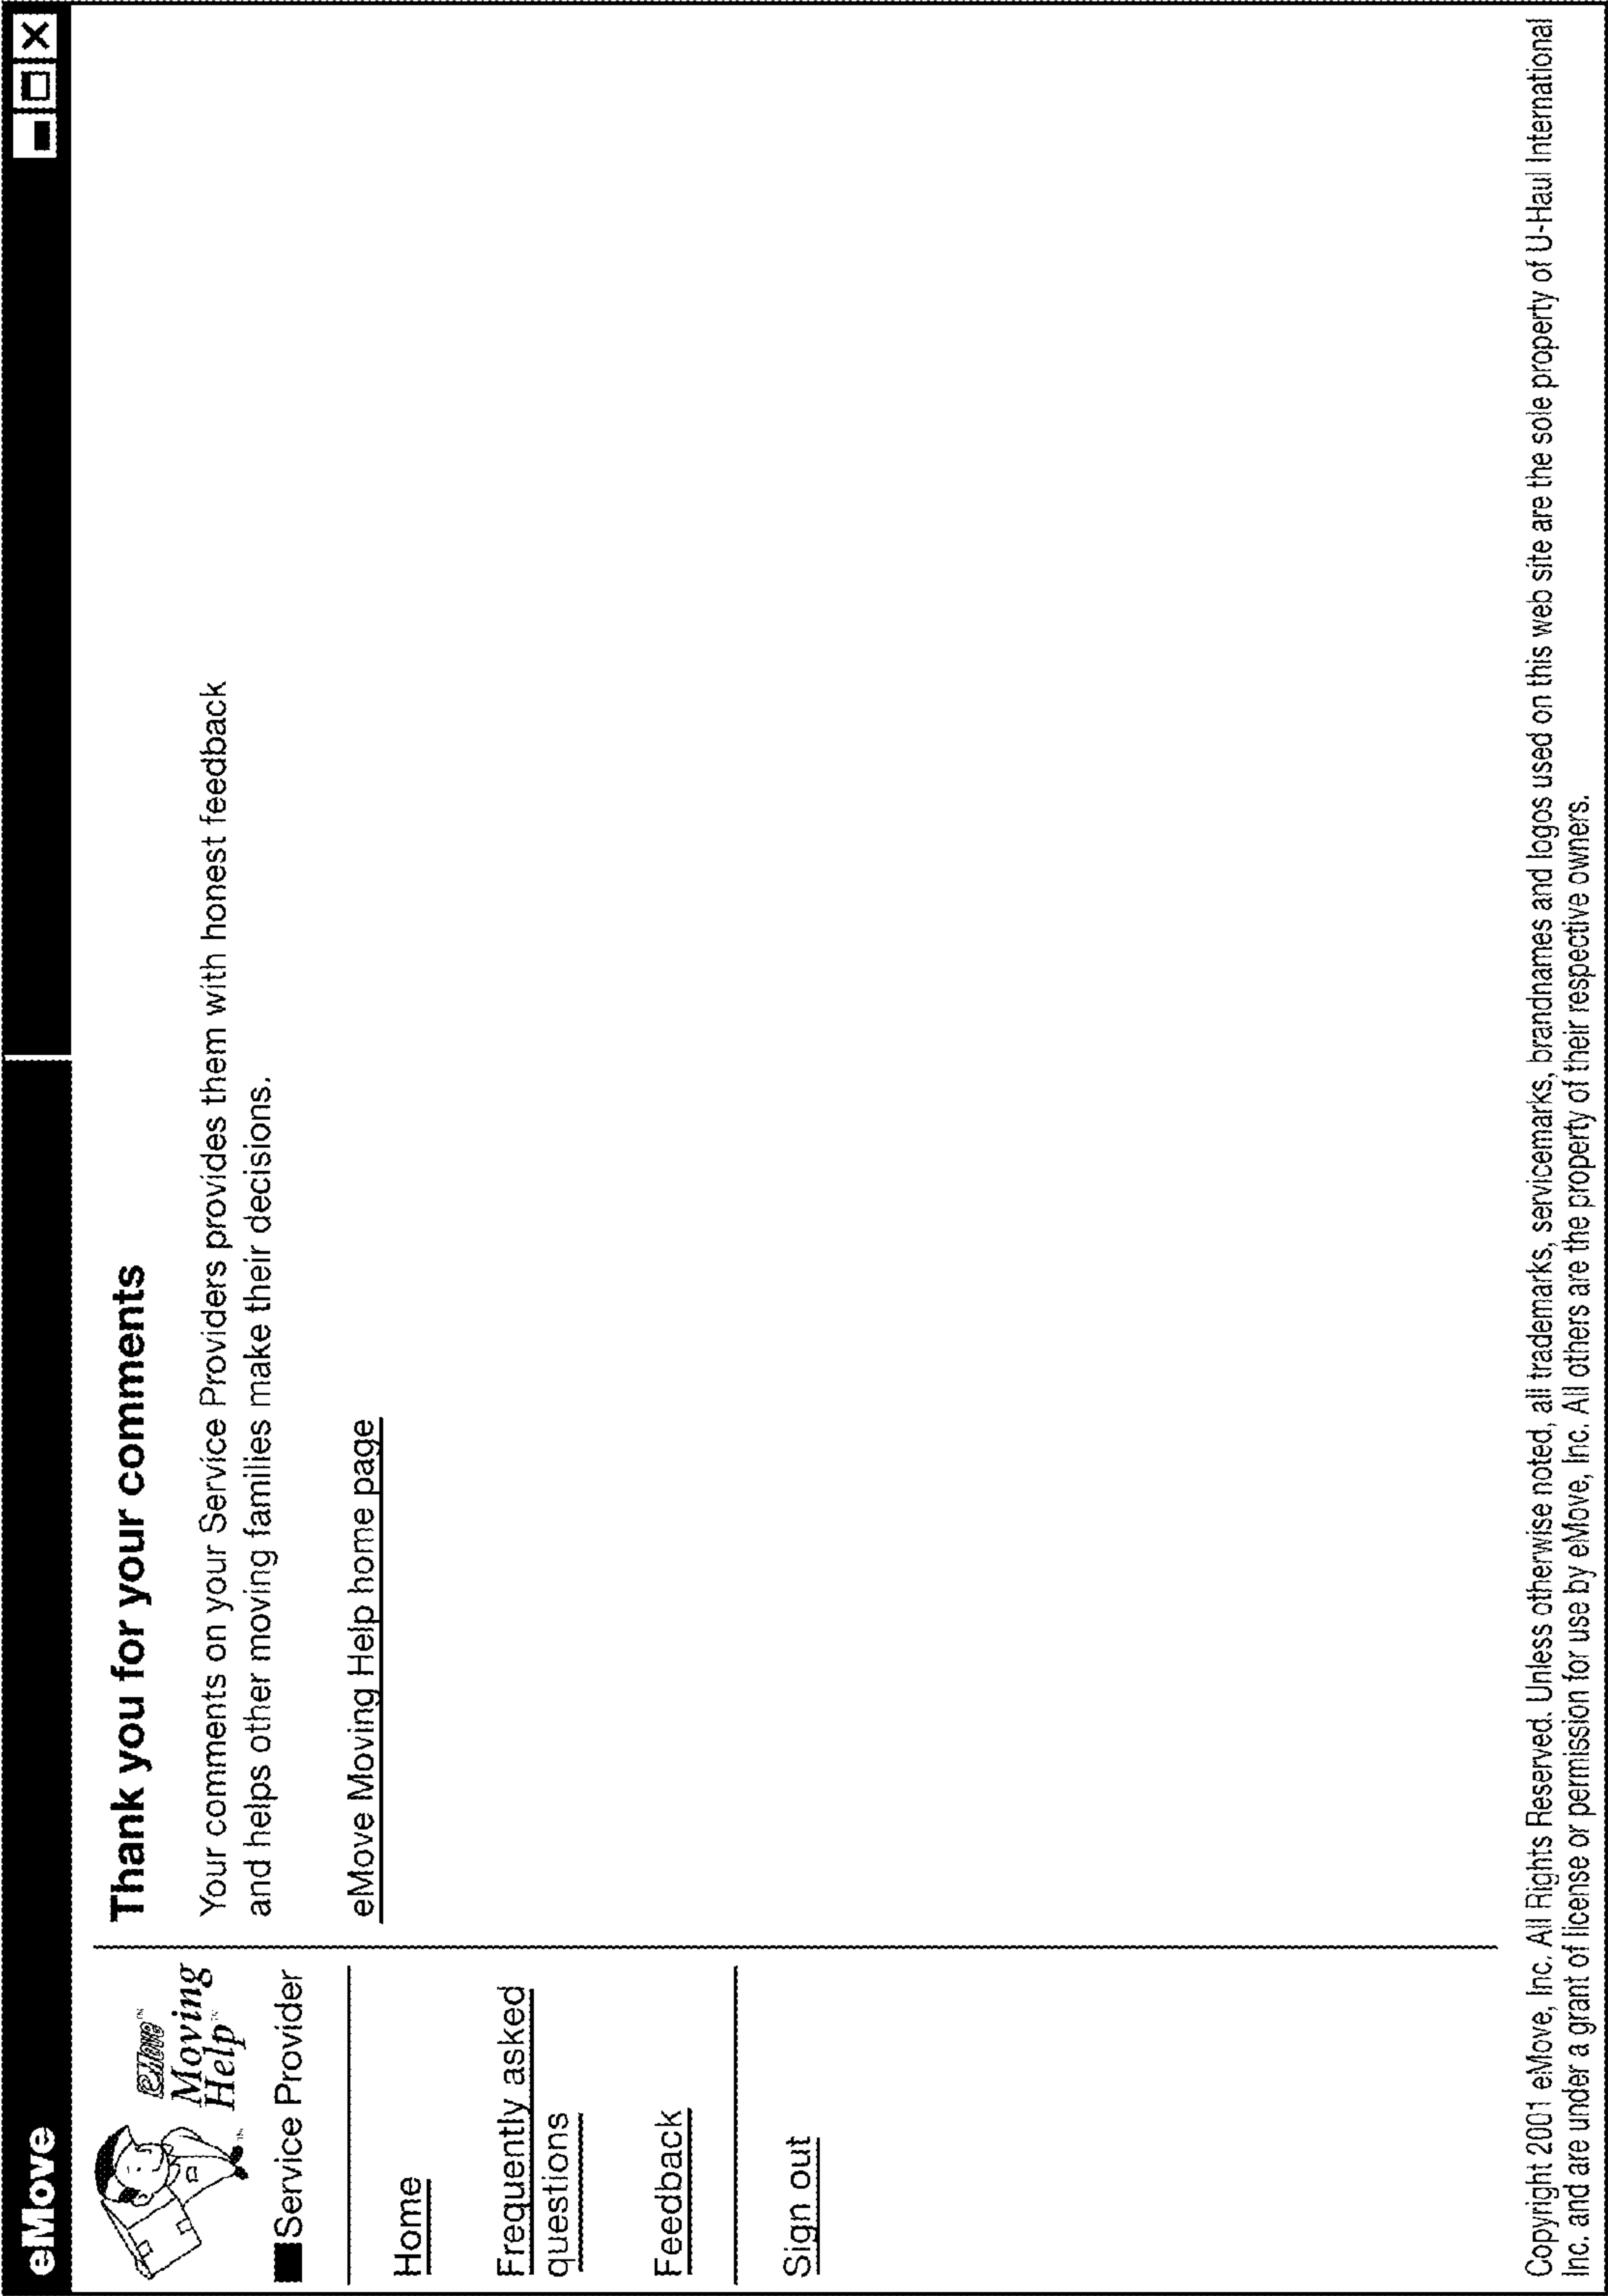 eMove
eMove™
Moving
Help™
Service Provider
Home
Frequently asked
questions
Feedback
Sign out
Thank you for your comments
Your comments on your Service Providers provides them with honest feedback
and helps other moving families make their decisions.
eMove Moving Help home page
Copyright 2001 eMove, Inc. All Rights Reserved. Unless otherwise noted, all trademarks, servicemarks, brandnames and logos used on this web site are the sole property of U-Haul International
Inc. and are under a grant of license or permission for use by eMove, Inc. All others are the property of their respective owners.